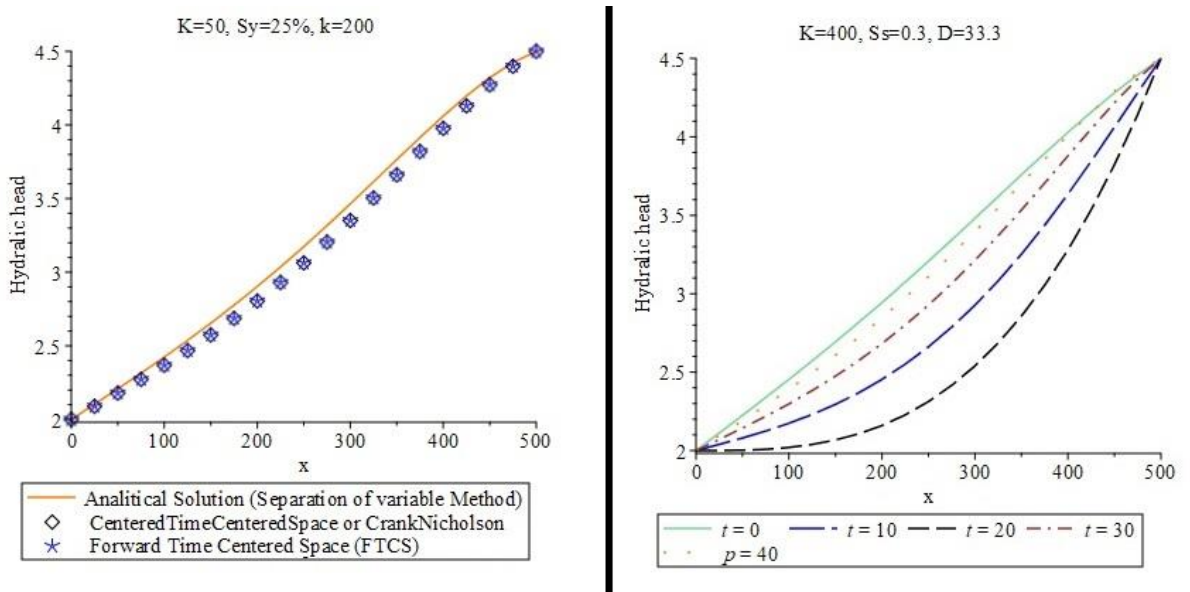 K=50, Sy=25%, k=200
4.5
4
3.5
3
2.5
2
Hydralic head
0 100 200 300 400 500
x
Analitical Solution (Separation of variable Method)
CenteredTimeCenteredSpace or CrankNicholson
Forward Time Centered Space (FTCS)
K=400, Ss=0.3, D=33.3
4.5
4
3.5
3
2.5
2
Hydralic head
0 100 200 300 400 500
x
t = 0 t = 10 t = 20 t = 30
p = 40